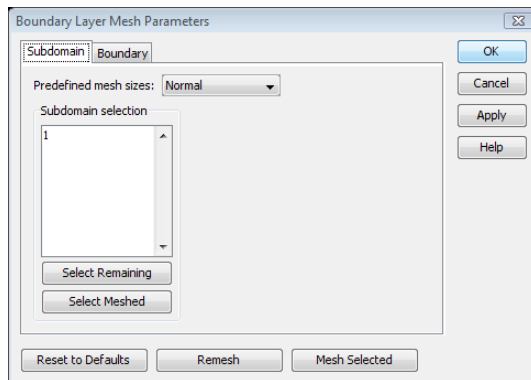 Boundary Layer Mesh Parameters
Subdomain Boundary
Predefined mesh sizes: Normal
Subdomain selection
1
Select Remaining
Select Meshed
OK
Cancel
Apply
Help
Reset to Defaults Remesh Mesh Selected